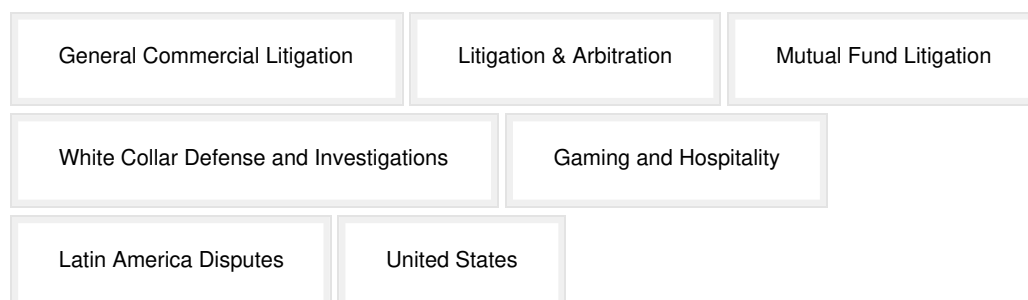 General Commercial Litigation
Litigation & Arbitration
Mutual Fund Litigation
White Collar Defense and Investigations
Gaming and Hospitality
Latin America Disputes
United States